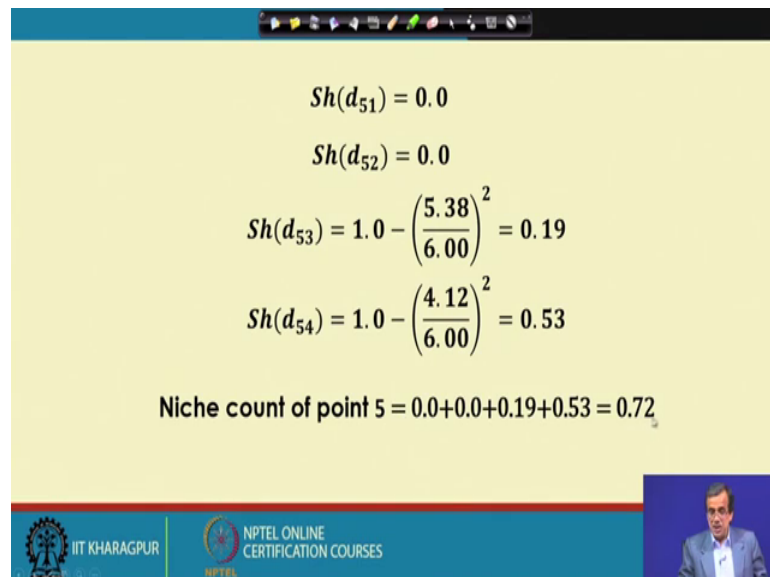 Sh(d₅₁) = 0.0
Sh(d₅₂) = 0.0
Sh(d₅₃) = 1.0 − (5.38/6.00)² = 0.19
Sh(d₅₄) = 1.0 − (4.12/6.00)² = 0.53
Niche count of point 5 = 0.0+0.0+0.19+0.53 = 0.72
IIT KHARAGPUR
NPTEL ONLINE
CERTIFICATION COURSES
NPTEL